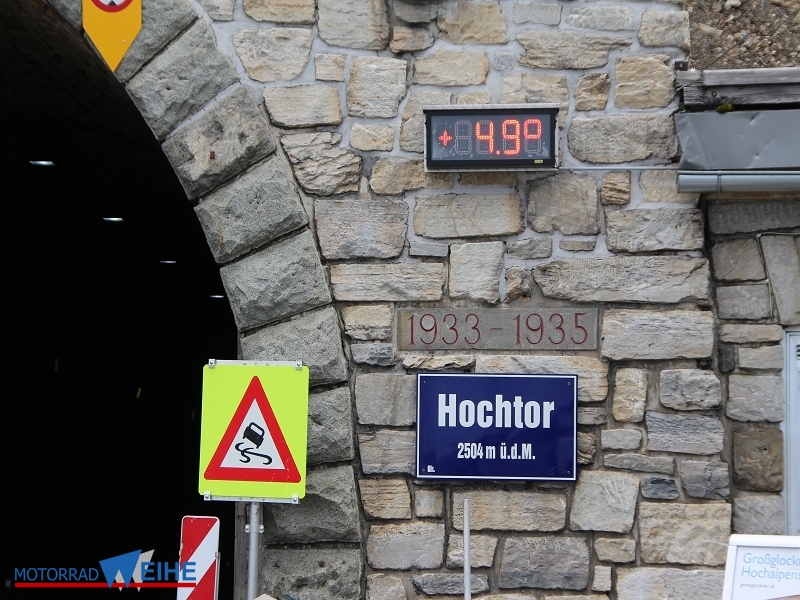 + 4.9°
1933-1935
Hochtor
2504 m ü.d.M.
MOTORRAD WEIHE
Großglockn
Hochalpens